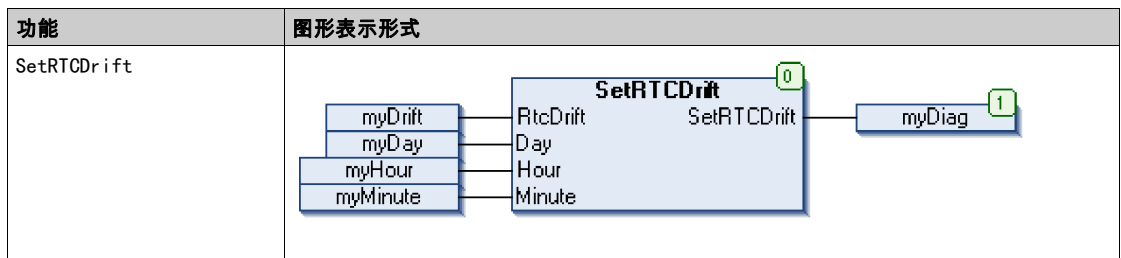 功能 图形表示形式
SetRTCDrift
0
SetRTCDrift
myDrift RtcDrift SetRTCDrift myDiag 1
myDay Day
myHour Hour
myMinute Minute